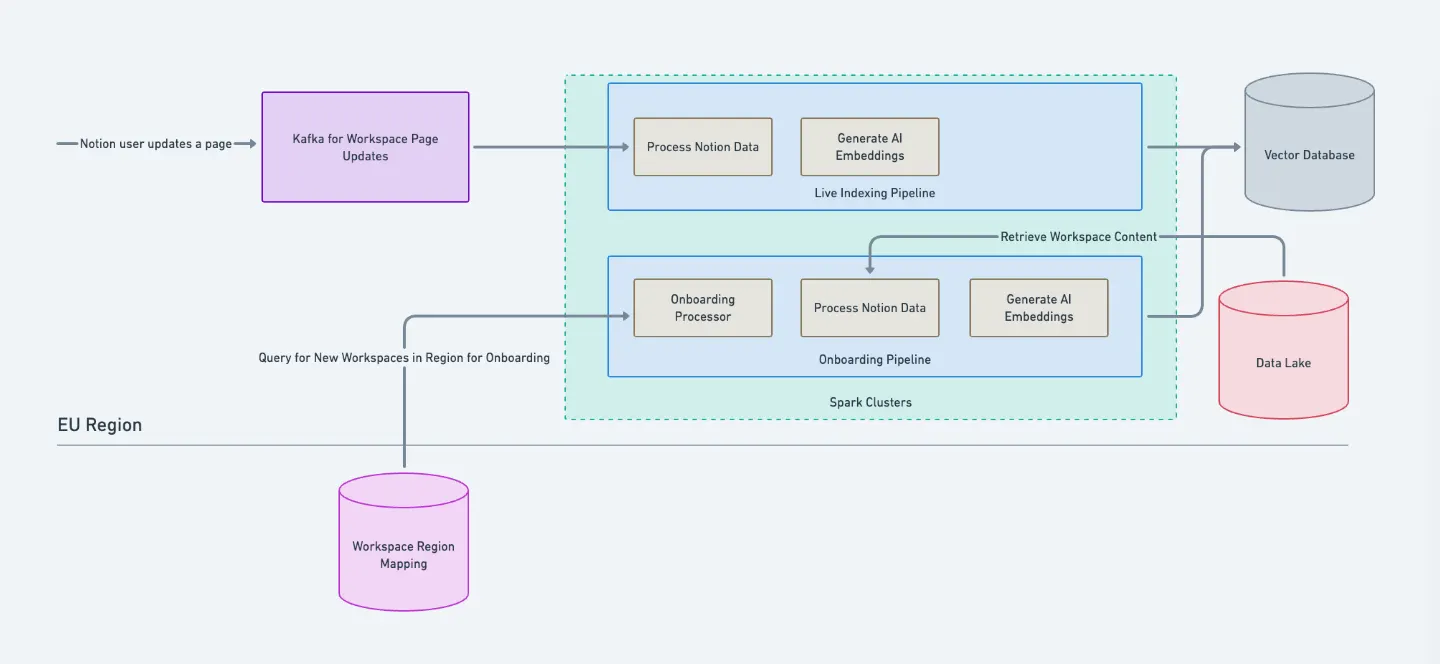 Notion user updates a page
Kafka for Workspace Page
Updates
Process Notion Data
Generate AI
Embeddings
Live Indexing Pipeline
Vector Database
Retrieve Workspace Content
Onboarding
Processor
Process Notion Data
Generate AI
Embeddings
Onboarding Pipeline
Query for New Workspaces in Region for Onboarding
Data Lake
Spark Clusters
EU Region
Workspace Region
Mapping